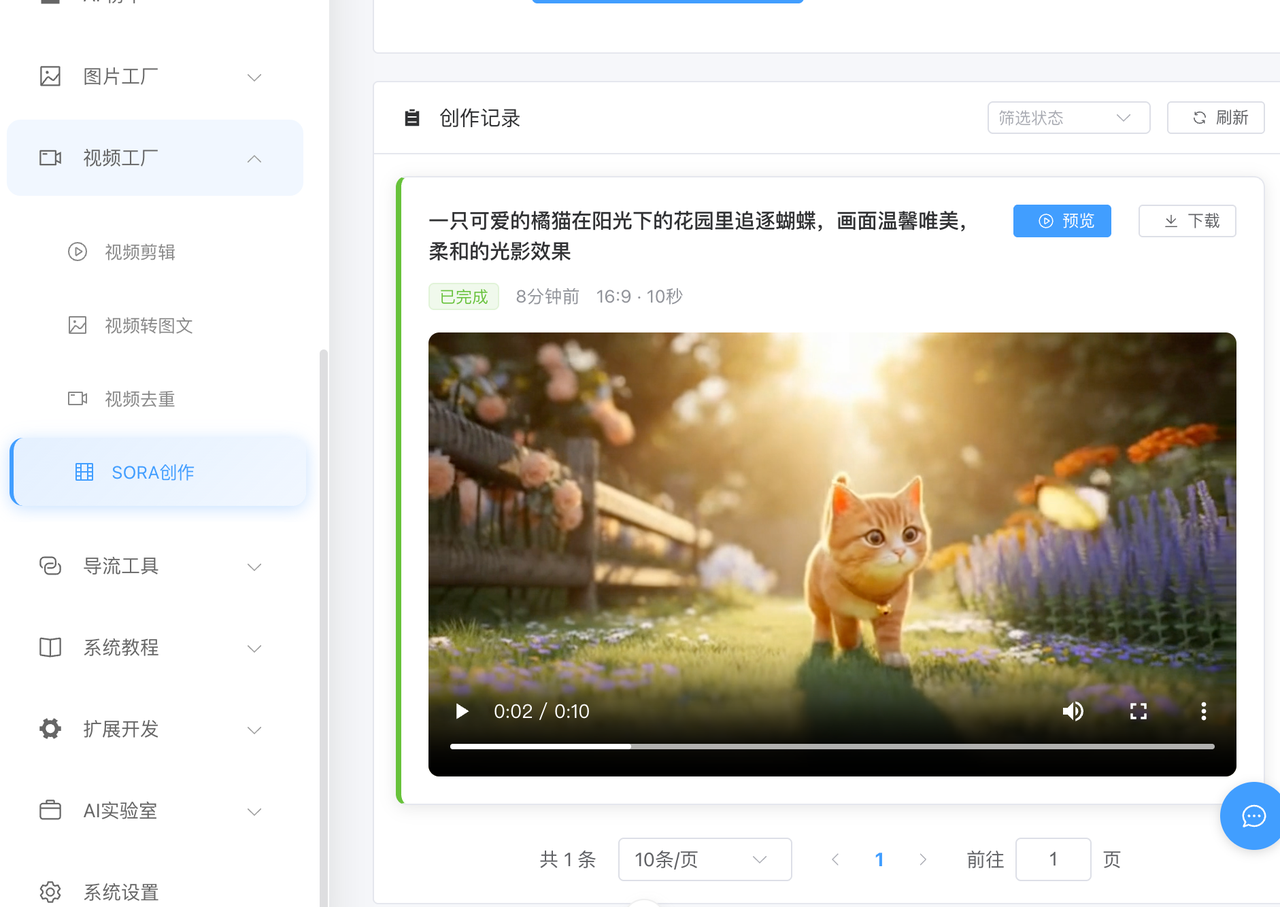 图片工厂
视频工厂
视频剪辑
视频转图文
视频去重
SORA创作
导流工具
系统教程
扩展开发
AI实验室
系统设置
创作记录
筛选状态
刷新
一只可爱的橘猫在阳光下的花园里追逐蝴蝶，画面温馨唯美，
柔和的光影效果
预览
下载
已完成 8分钟前 16:9 · 10秒
0:02 / 0:10
共 1 条 10条/页 1 前往 1 页